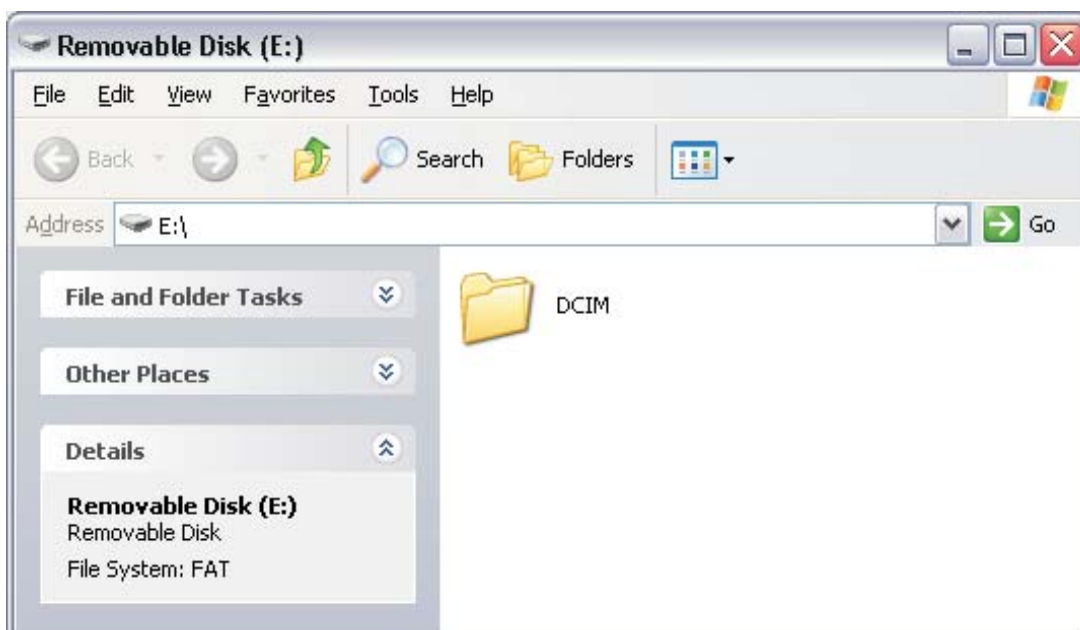 Removable Disk (E:)
File Edit View Favorites Tools Help
Back Search Folders
Address E:\ Go
File and Folder Tasks
DCIM
Other Places
Details
Removable Disk (E:)
Removable Disk
File System: FAT